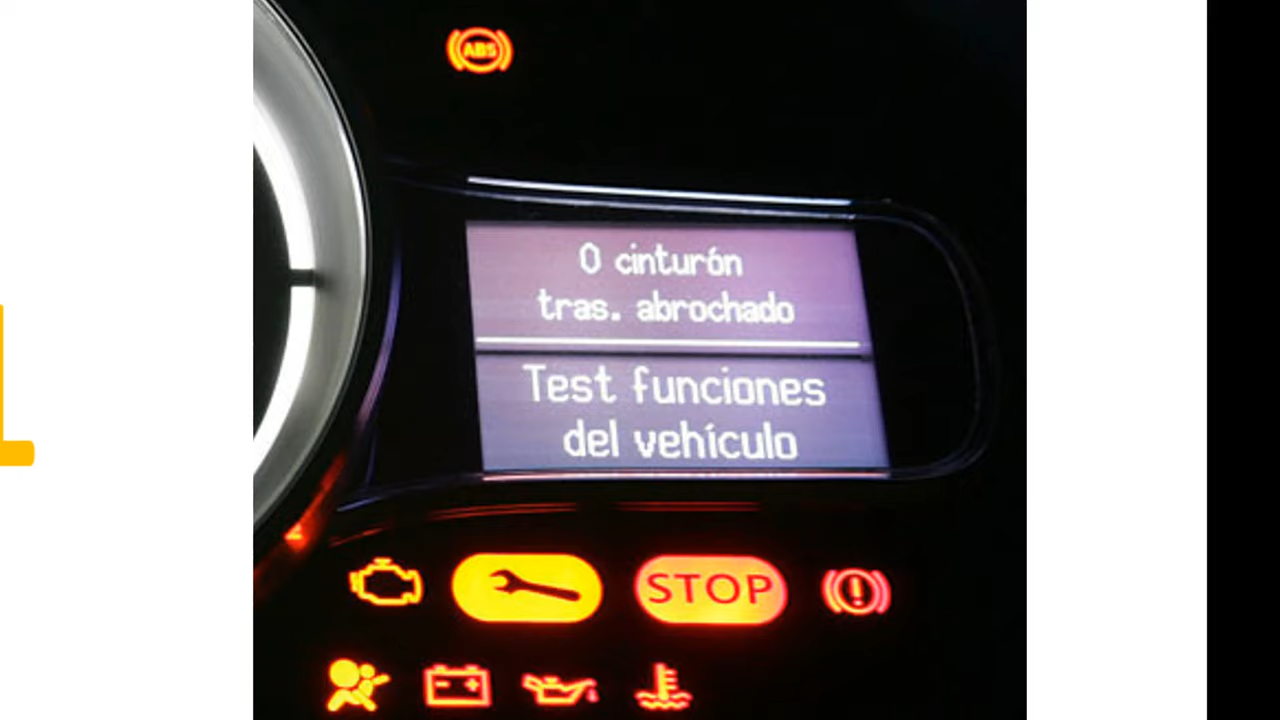 ABS
0 cinturón
tras. abrochado
Test funciones
del vehículo
STOP